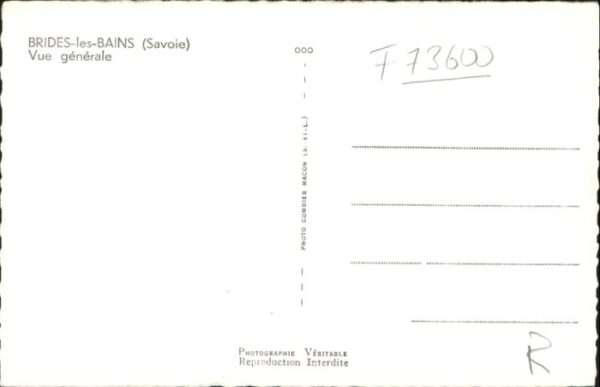 BRIDES-les-BAINS (Savoie)
Vue générale
000
F 73600
PHOTO COMBIER MACON (S.-ET-L.)
R
PHOTOGRAPHIE VÉRITABLE
Reproduction Interdite